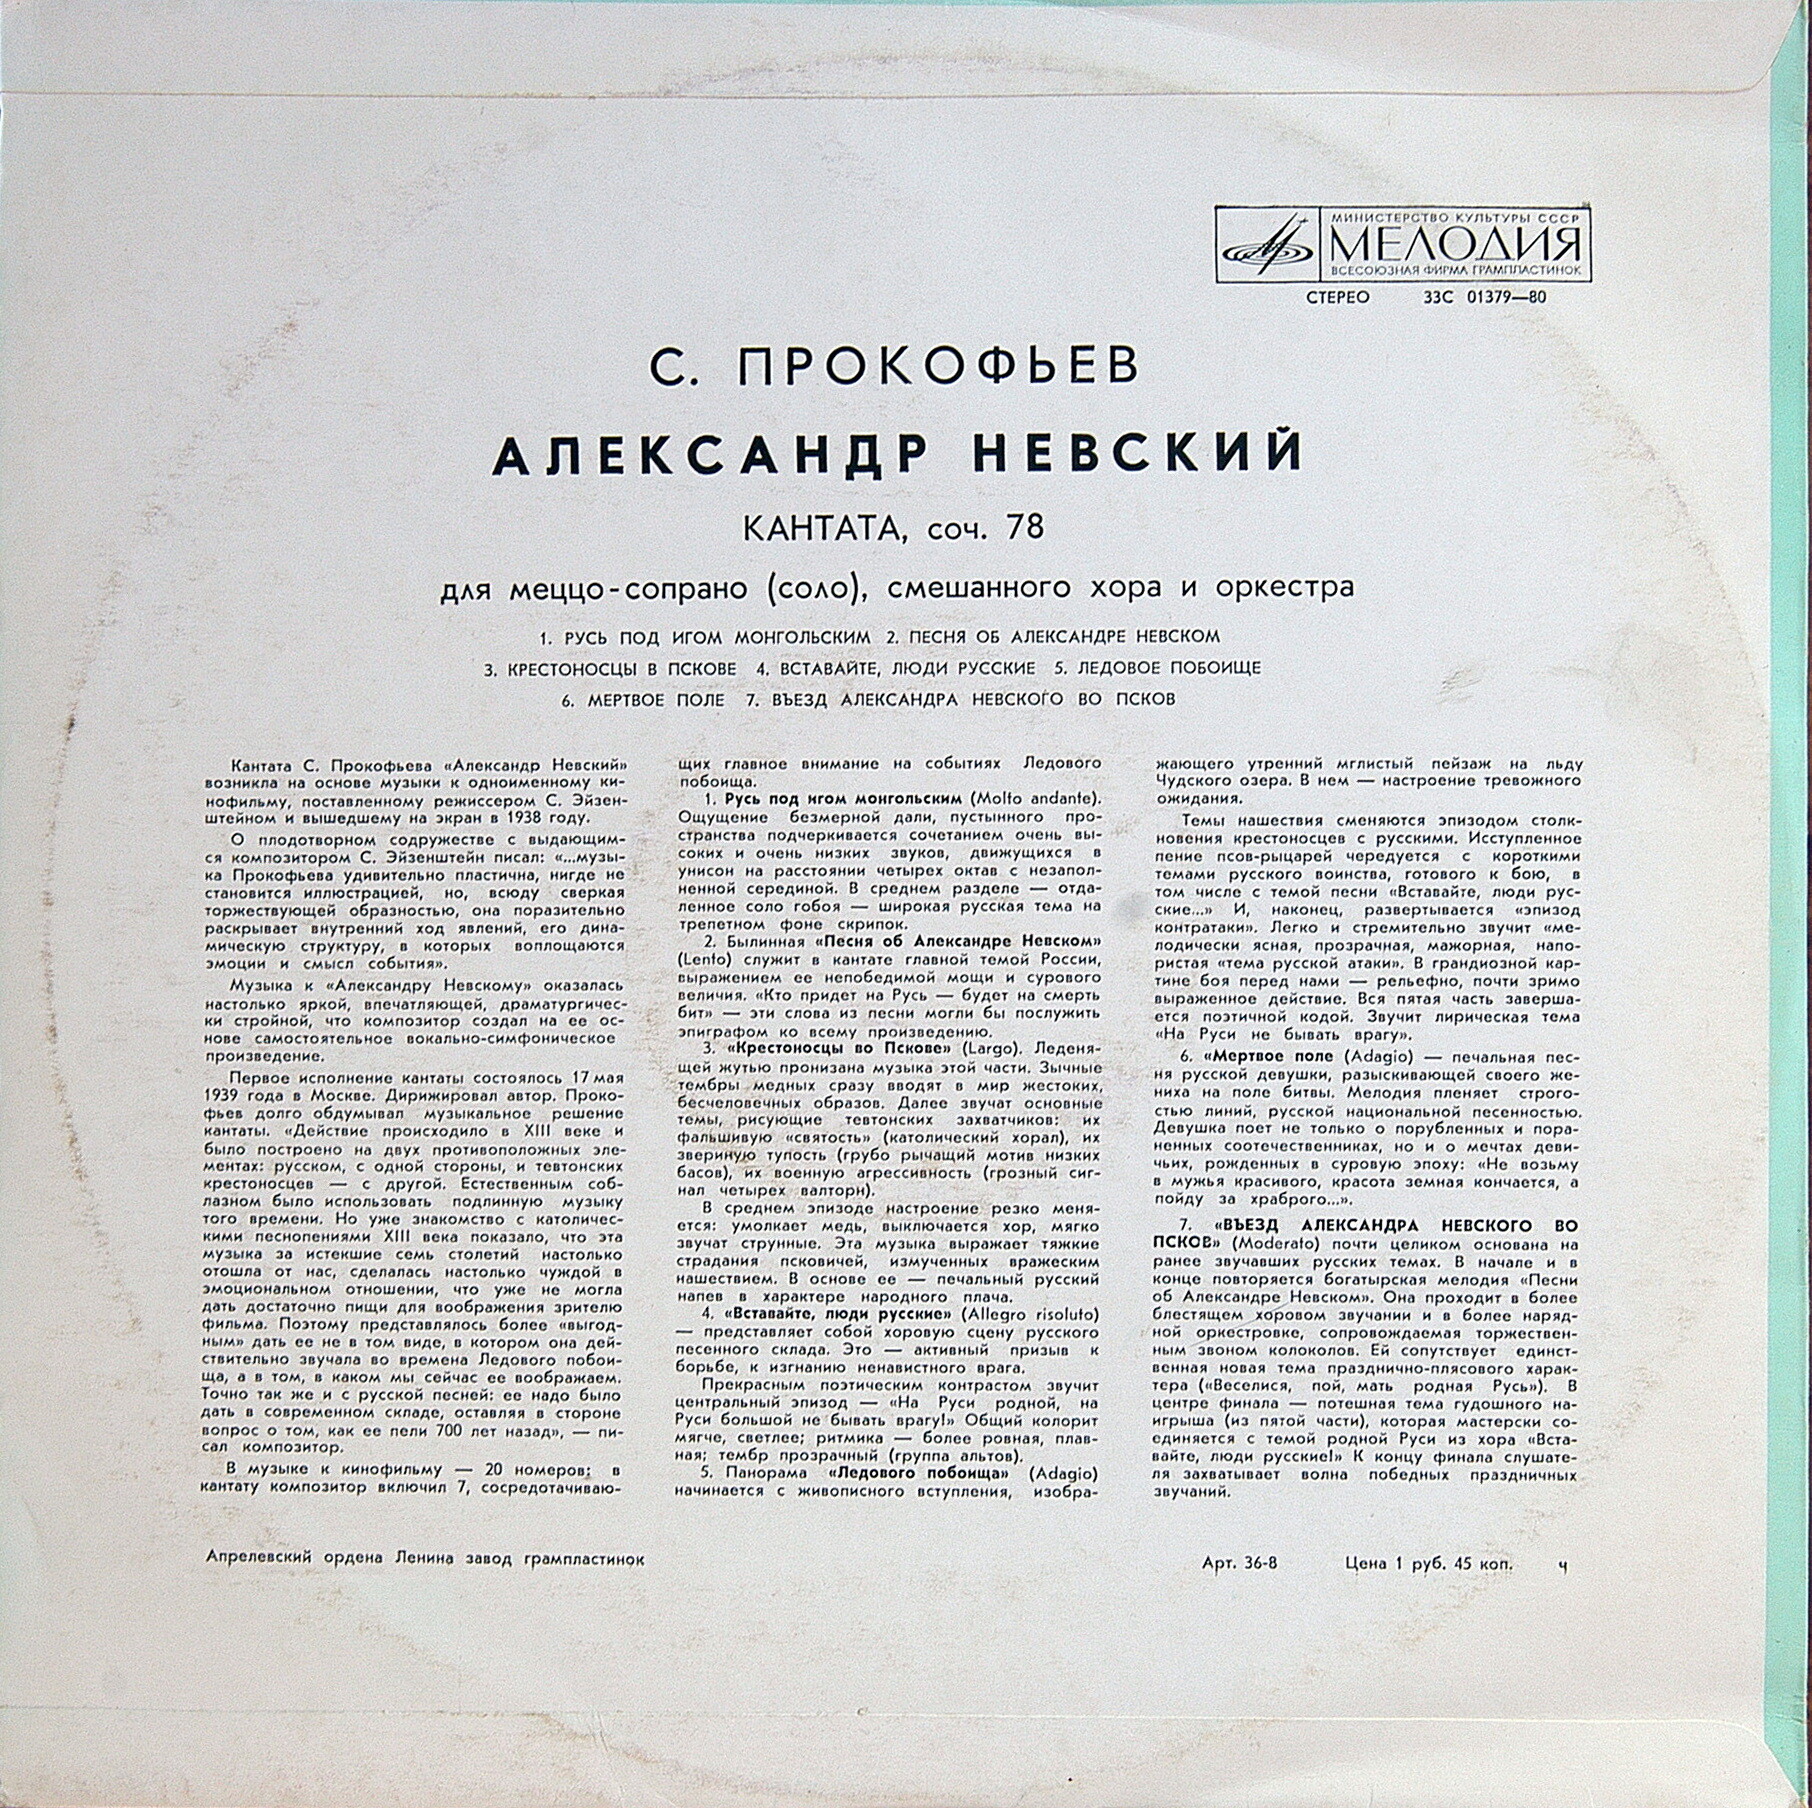 МИНИСТЕРСТВО КУЛЬТУРЫ СССР
МЕЛОДИЯ
ВСЕСОЮЗНАЯ ФИРМА ГРАМПЛАСТИНОК
СТЕРЕО 33С 01379—80
С. ПРОКОФЬЕВ
АЛЕКСАНДР НЕВСКИЙ
КАНТАТА, соч. 78
для меццо-сопрано (соло), смешанного хора и оркестра
1. РУСЬ ПОД ИГОМ МОНГОЛЬСКИМ 2. ПЕСНЯ ОБ АЛЕКСАНДРЕ НЕВСКОМ
3. КРЕСТОНОСЦЫ В ПСКОВЕ 4. ВСТАВАЙТЕ, ЛЮДИ РУССКИЕ 5. ЛЕДОВОЕ ПОБОИЩЕ
6. МЕРТВОЕ ПОЛЕ 7. ВЪЕЗД АЛЕКСАНДРА НЕВСКОГО ВО ПСКОВ
Кантата С. Прокофьева «Александр Невский»
возникла на основе музыки к одноименному ки-
нофильму, поставленному режиссером С. Эйзен-
штейном и вышедшему на экран в 1938 году.
О плодотворном содружестве с выдающим-
ся композитором С. Эйзенштейн писал: «...музы-
ка Прокофьева удивительно пластична, нигде не
становится иллюстрацией, но, всюду сверкая
торжествующей образностью, она поразительно
раскрывает внутренний ход явлений, его дина-
мическую структуру, в которых воплощаются
эмоции и смысл события».
Музыка к «Александру Невскому» оказалась
настолько яркой, впечатляющей, драматургичес-
ки стройной, что композитор создал на ее ос-
нове самостоятельное вокально-симфоническое
произведение.
Первое исполнение кантаты состоялось 17 мая
1939 года в Москве. Дирижировал автор. Проко-
фьев долго обдумывал музыкальное решение
кантаты. «Действие происходило в XIII веке и
было построено на двух противоположных эле-
ментах: русском, с одной стороны, и тевтонских
крестоносцев — с другой. Естественным соб-
лазном было использовать подлинную музыку
того времени. Но уже знакомство с католичес-
кими песнопениями XIII века показало, что эта
музыка за истекшие семь столетий настолько
отошла от нас, сделалась настолько чуждой в
эмоциональном отношении, что уже не могла
дать достаточно пищи для воображения зрителю
фильма. Поэтому представлялось более «выгод-
ным» дать ее не в том виде, в котором она дей-
ствительно звучала во времена Ледового побои-
ща, а в том, в каком мы сейчас ее воображаем.
Точно так же и с русской песней: ее надо было
дать в современном складе, оставляя в стороне
вопрос о том, как ее пели 700 лет назад», — пи-
сал композитор.
В музыке к кинофильму — 20 номеров; в
кантату композитор включил 7, сосредотачиваю-
щих главное внимание на событиях Ледового
побоища.
1. Русь под игом монгольским (Molto andante).
Ощущение безмерной дали, пустынного про-
странства подчеркивается сочетанием очень вы-
соких и очень низких звуков, движущихся в
унисон на расстоянии четырех октав с незапол-
ненной серединой. В среднем разделе — отда-
ленное соло гобоя — широкая русская тема на
трепетном фоне скрипок.
2. Былинная «Песня об Александре Невском»
(Lento) служит в кантате главной темой России,
выражением ее непобедимой мощи и сурового
величия. «Кто придет на Русь — будет на смерть
бит» — эти слова из песни могли бы послужить
эпиграфом ко всему произведению.
3. «Крестоносцы во Пскове» (Largo). Леденя-
щей жутью пронизана музыка этой части. Зычные
тембры медных сразу вводят в мир жестоких,
бесчеловечных образов. Далее звучат основные
темы, рисующие тевтонских захватчиков: их
фальшивую «святость» (католический хорал), их
звериную тупость (грубо рычащий мотив низких
басов), их военную агрессивность (грозный сиг-
нал четырех валторн).
В среднем эпизоде настроение резко меня-
ется: умолкает медь, выключается хор, мягко
звучат струнные. Эта музыка выражает тяжкие
страдания псковичей, измученных вражеским
нашествием. В основе ее — печальный русский
напев в характере народного плача.
4. «Вставайте, люди русские» (Allegro risoluto)
— представляет собой хоровую сцену русского
песенного склада. Это — активный призыв к
борьбе, к изгнанию ненавистного врага.
Прекрасным поэтическим контрастом звучит
центральный эпизод — «На Руси родной, на
Руси большой не бывать врагу!» Общий колорит
мягче, светлее; ритмика — более ровная, плав-
ная; тембр прозрачный (группа альтов).
5. Панорама «Ледового побоища» (Adagio)
начинается с живописного вступления, изобра-
жающего утренний мглистый пейзаж на льду
Чудского озера. В нем — настроение тревожного
ожидания.
Темы нашествия сменяются эпизодом столк-
новения крестоносцев с русскими. Исступленное
пение псов-рыцарей чередуется с короткими
темами русского воинства, готового к бою, в
том числе с темой песни «Вставайте, люди рус-
ские...» И, наконец, развертывается «эпизод
контратаки». Легко и стремительно звучит «ме-
лодически ясная, прозрачная, мажорная, напо-
ристая «тема русской атаки». В грандиозной кар-
тине боя перед нами — рельефно, почти зримо
выраженное действие. Вся пятая часть заверша-
ется поэтичной кодой. Звучит лирическая тема
«На Руси не бывать врагу».
6. «Мертвое поле (Adagio) — печальная пес-
ня русской девушки, разыскивающей своего же-
ниха на поле битвы. Мелодия пленяет строго-
стью линий, русской национальной песенностью.
Девушка поет не только о порубленных и пора-
ненных соотечественниках, но и о мечтах деви-
чьих, рожденных в суровую эпоху: «Не возьму
в мужья красивого, красота земная кончается, а
пойду за храброго...».
7. «ВЪЕЗД АЛЕКСАНДРА НЕВСКОГО ВО
ПСКОВ» (Moderato) почти целиком основана на
ранее звучавших русских темах. В начале и в
конце повторяется богатырская мелодия «Песни
об Александре Невском». Она проходит в более
блестящем хоровом звучании и в более наряд-
ной оркестровке, сопровождаемая торжествен-
ным звоном колоколов. Ей сопутствует единст-
венная новая тема празднично-плясового харак-
тера («Веселися, пой, мать родная Русь»). В
центре финала — потешная тема гудошного на-
игрыша (из пятой части), которая мастерски со-
единяется с темой родной Руси из хора «Вста-
вайте, люди русские!» К концу финала слушате-
ля захватывает волна победных праздничных
звучаний.
Апрелевский ордена Ленина завод грампластинок
Арт. 36-8 Цена 1 руб. 45 коп. ч